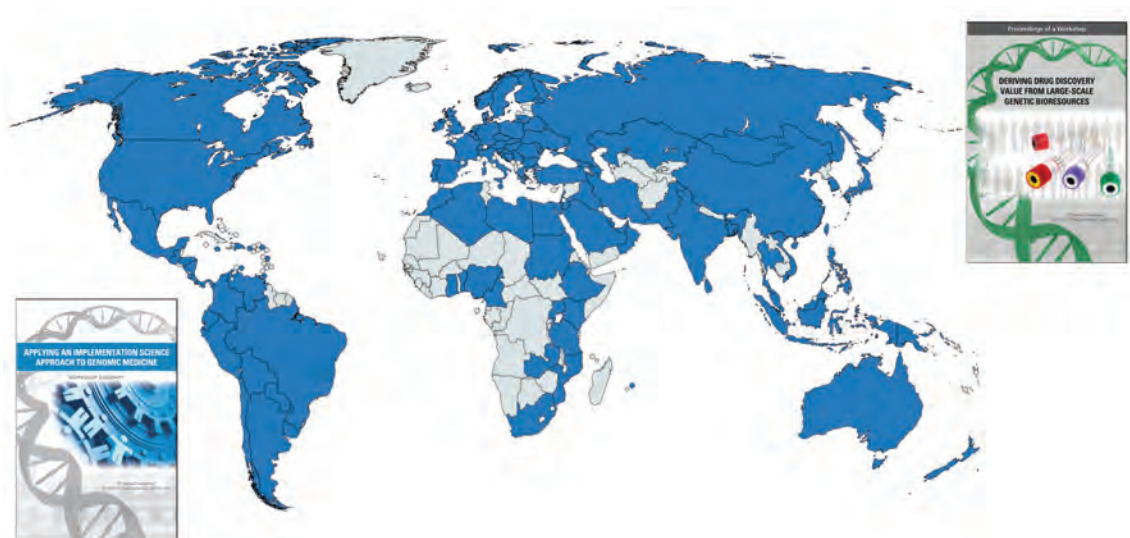 Proceedings of a Workshop
DERIVING DRUG DISCOVERY
VALUE FROM LARGE-SCALE
GENETIC BIORESOURCES
APPLYING AN IMPLEMENTATION SCIENCE
APPROACH TO GENOMIC MEDICINE
WORKSHOP SUMMARY